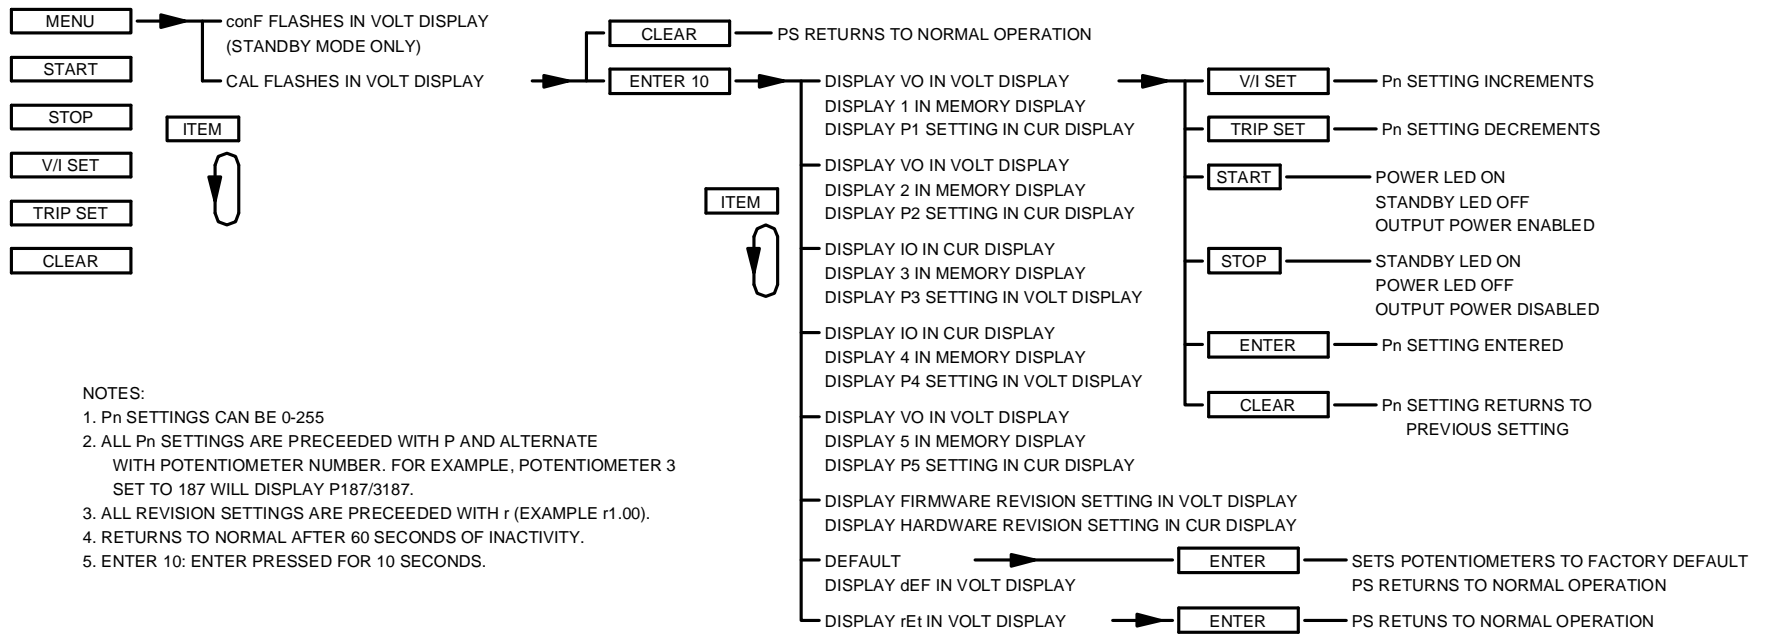 MENU
START
STOP
V/I SET
TRIP SET
CLEAR
conF FLASHES IN VOLT DISPLAY
(STANDBY MODE ONLY)
CAL FLASHES IN VOLT DISPLAY
ITEM
CLEAR
PS RETURNS TO NORMAL OPERATION
ENTER 10
ITEM
DISPLAY VO IN VOLT DISPLAY
DISPLAY 1 IN MEMORY DISPLAY
DISPLAY P1 SETTING IN CUR DISPLAY
DISPLAY VO IN VOLT DISPLAY
DISPLAY 2 IN MEMORY DISPLAY
DISPLAY P2 SETTING IN CUR DISPLAY
DISPLAY IO IN CUR DISPLAY
DISPLAY 3 IN MEMORY DISPLAY
DISPLAY P3 SETTING IN VOLT DISPLAY
DISPLAY IO IN CUR DISPLAY
DISPLAY 4 IN MEMORY DISPLAY
DISPLAY P4 SETTING IN VOLT DISPLAY
DISPLAY VO IN VOLT DISPLAY
DISPLAY 5 IN MEMORY DISPLAY
DISPLAY P5 SETTING IN CUR DISPLAY
DISPLAY FIRMWARE REVISION SETTING IN VOLT DISPLAY
DISPLAY HARDWARE REVISION SETTING IN CUR DISPLAY
DEFAULT
DISPLAY dEF IN VOLT DISPLAY
ENTER
SETS POTENTIOMETERS TO FACTORY DEFAULT
PS RETURNS TO NORMAL OPERATION
DISPLAY rEt IN VOLT DISPLAY
ENTER
PS RETUNS TO NORMAL OPERATION
V/I SET
Pn SETTING INCREMENTS
TRIP SET
Pn SETTING DECREMENTS
START
POWER LED ON
STANDBY LED OFF
OUTPUT POWER ENABLED
STOP
STANDBY LED ON
POWER LED OFF
OUTPUT POWER DISABLED
ENTER
Pn SETTING ENTERED
CLEAR
Pn SETTING RETURNS TO
PREVIOUS SETTING
NOTES:
1. Pn SETTINGS CAN BE 0-255
2. ALL Pn SETTINGS ARE PRECEEDED WITH P AND ALTERNATE
WITH POTENTIOMETER NUMBER. FOR EXAMPLE, POTENTIOMETER 3
SET TO 187 WILL DISPLAY P187/3187.
3. ALL REVISION SETTINGS ARE PRECEEDED WITH r (EXAMPLE r1.00).
4. RETURNS TO NORMAL AFTER 60 SECONDS OF INACTIVITY.
5. ENTER 10: ENTER PRESSED FOR 10 SECONDS.